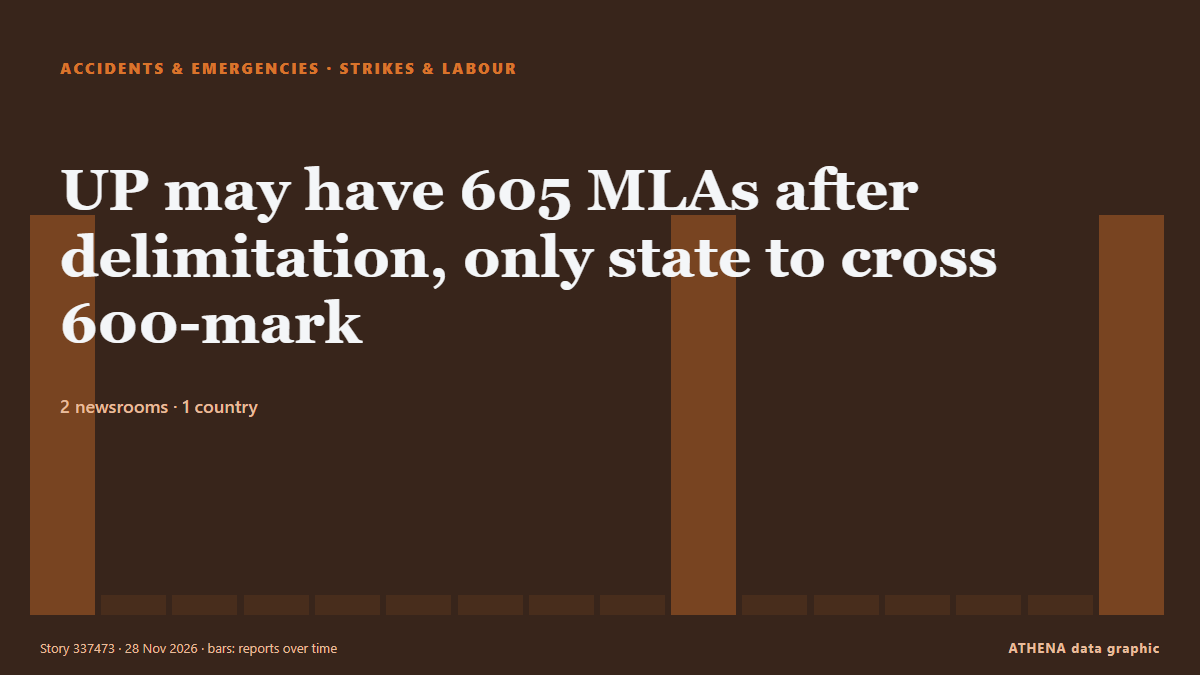 ACCIDENTS & EMERGENCIES · STRIKES & LABOUR
UP may have 605 MLAs after
delimitation, only state to cross
600-mark
2 newsrooms · 1 country
Story 337473 · 28 Nov 2026 · bars: reports over time
ATHENA data graphic